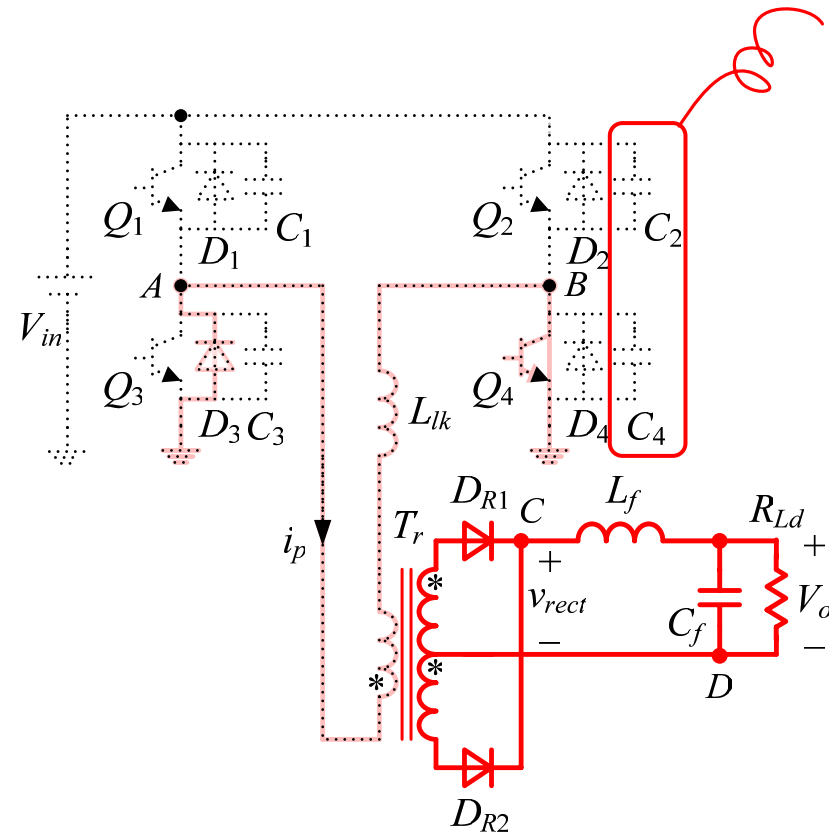 Q1 D1 C1 Q2 D2 C2
A B
Vin
Q3 D3 C3 Q4 D4 C4
Llk
DR1 C Lf RLd
ip Tr + +
* vrect Cf Vo
* * − −
D
DR2